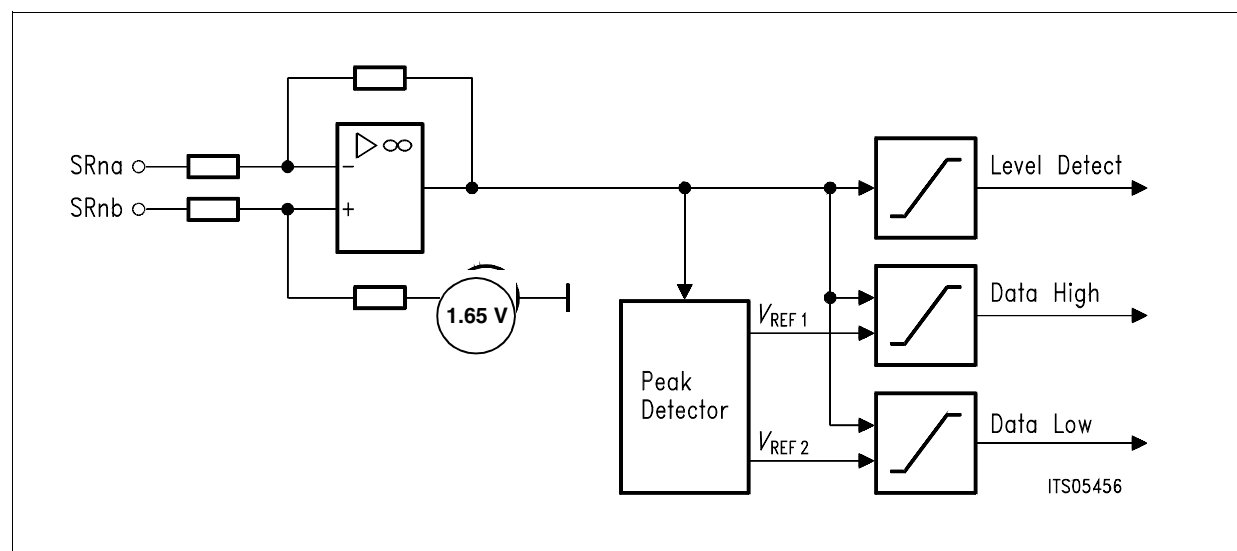 SRna
SRnb
▷ ∞
−
+
1.65 V
Peak
Detector
VREF 1
VREF 2
Level Detect
Data High
Data Low
ITS05456